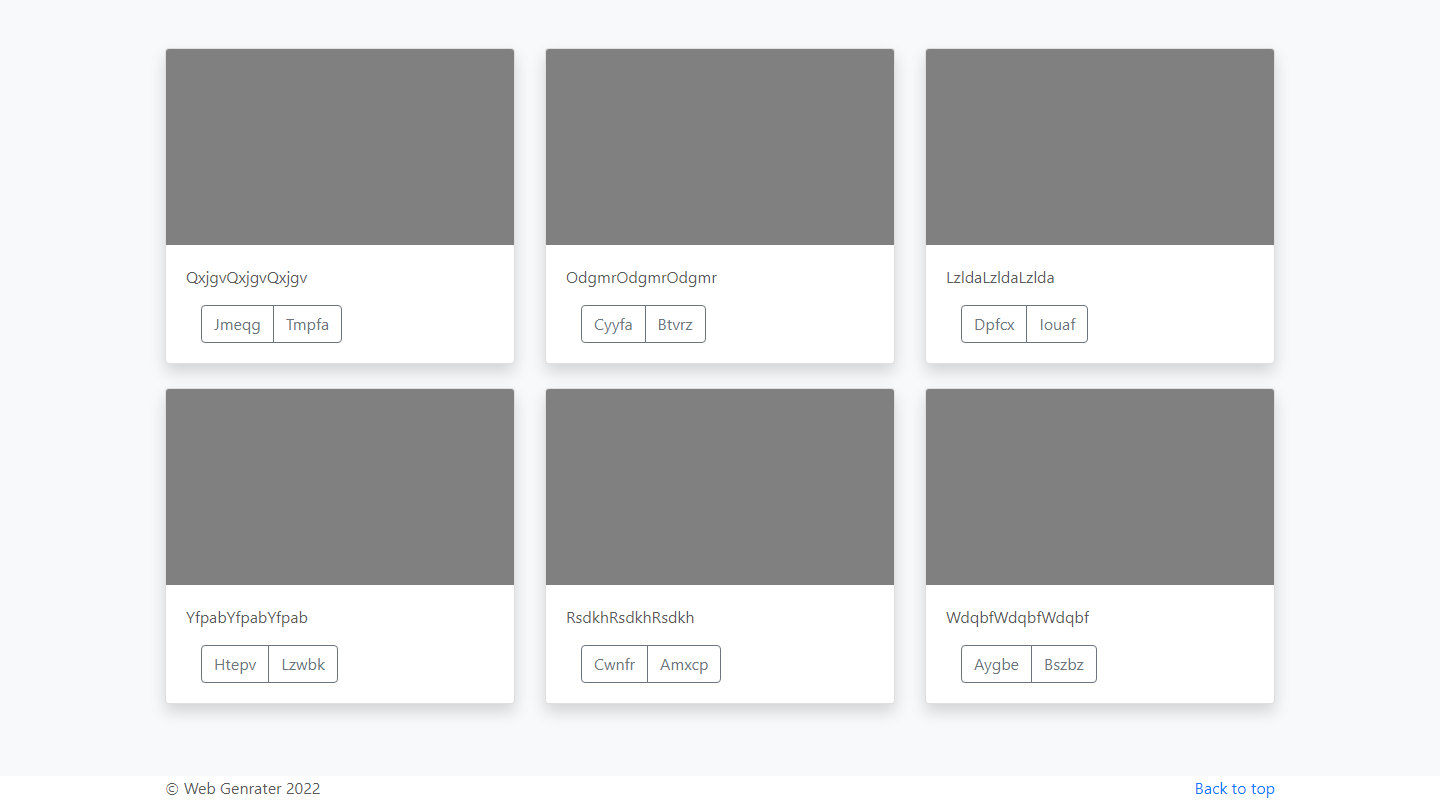 QxjgvQxjgvQxjgv
Jmeqg Tmpfa
OdgmrOdgmrOdgmr
Cyyfa Btvrz
LzldaLzldaLzlda
Dpfcx Iouaf
YfpabYfpabYfpab
Htepv Lzwbk
RsdkhRsdkhRsdkh
Cwnfr Amxcp
WdqbfWdqbfWdqbf
Aygbe Bszbz
© Web Genrater 2022
Back to top